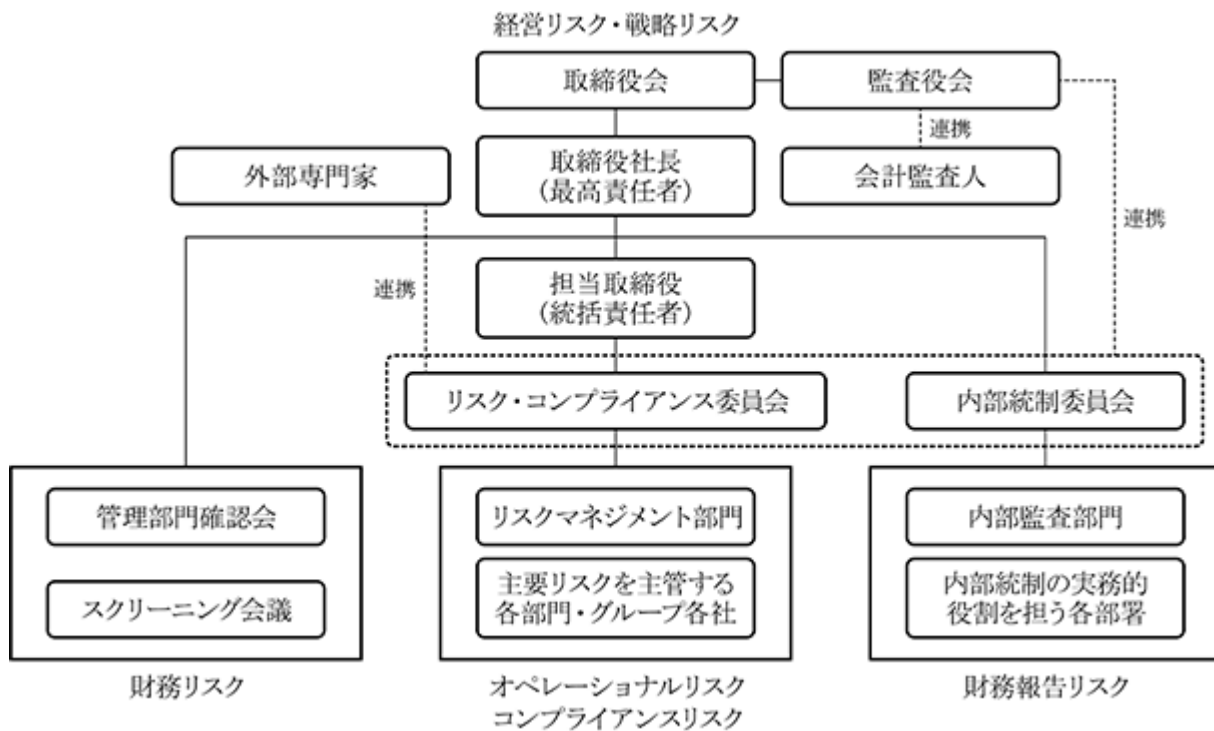 経営リスク・戦略リスク
取締役会
監査役会
連携
外部専門家
取締役社長
(最高責任者)
会計監査人
連携
連携
担当取締役
(統括責任者)
リスク・コンプライアンス委員会
内部統制委員会
管理部門確認会
スクリーニング会議
財務リスク
リスクマネジメント部門
主要リスクを主管する
各部門・グループ各社
オペレーショナルリスク
コンプライアンスリスク
内部監査部門
内部統制の実務的
役割を担う各部署
財務報告リスク